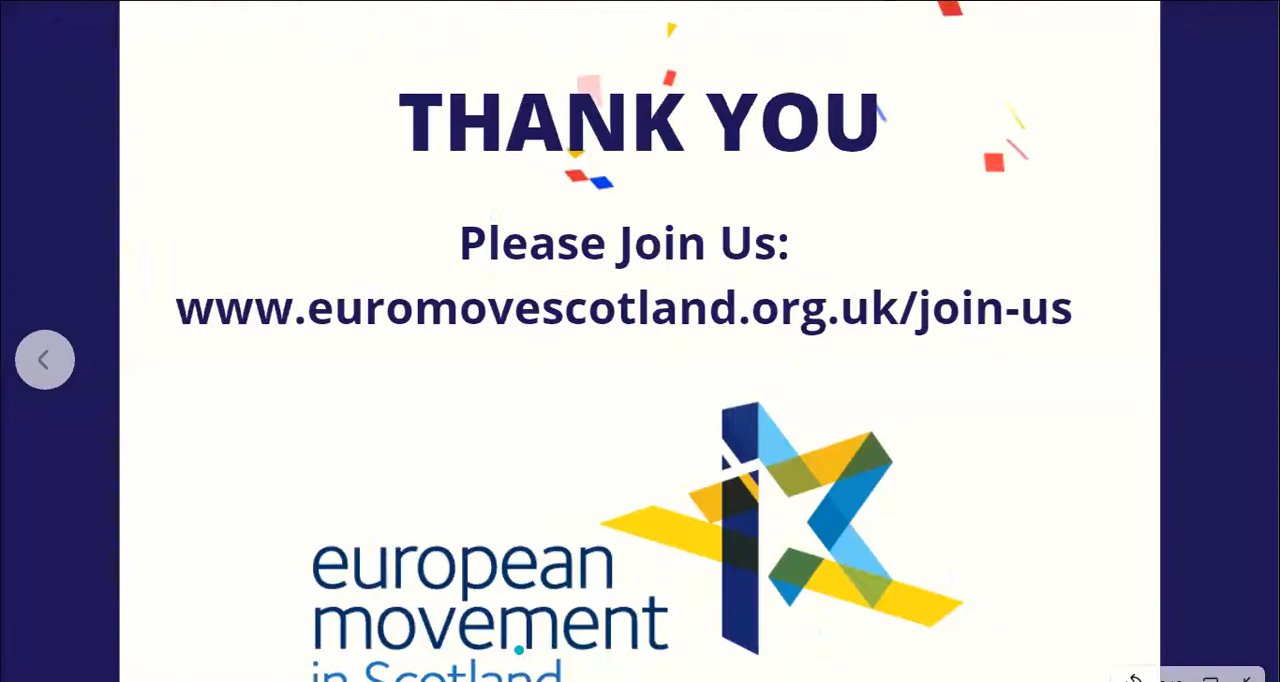 THANK YOU
Please Join Us:
www.euromovescotland.org.uk/join-us
european
movement
in Scotland